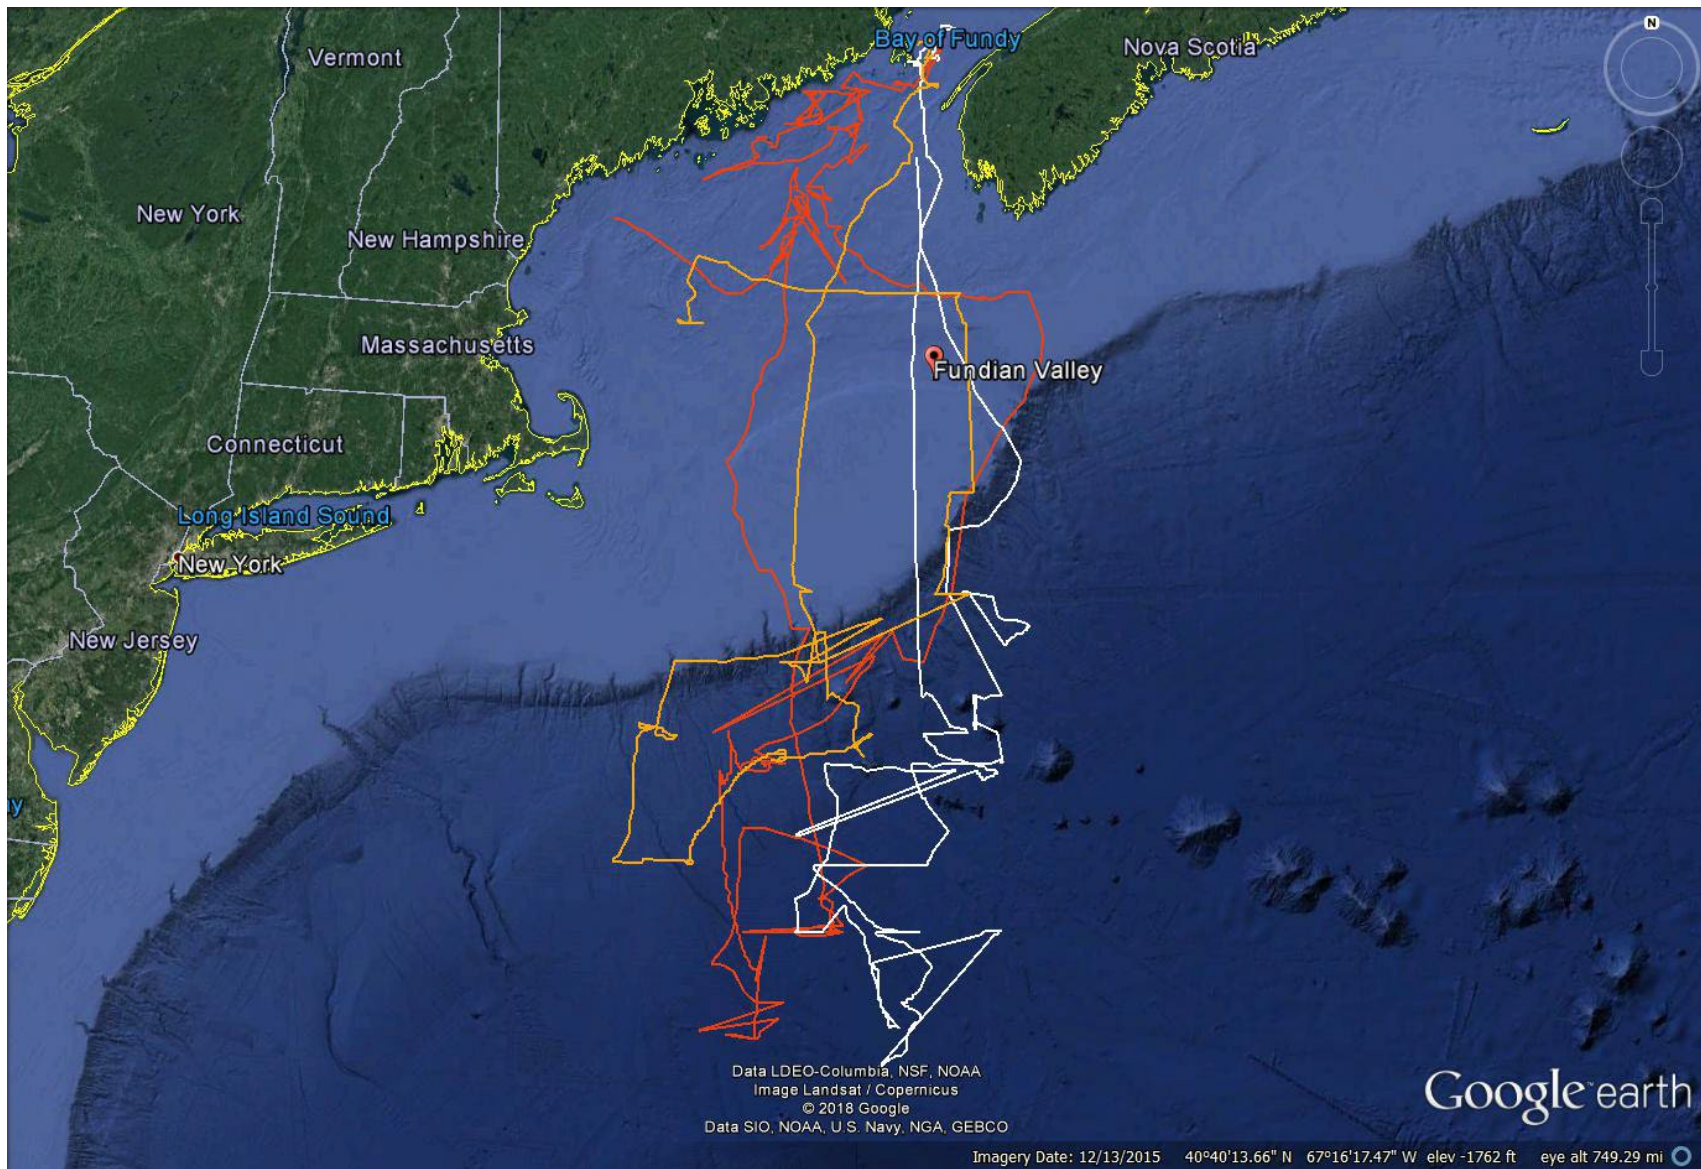 Bay of Fundy
Nova Scotia
N
Vermont
New York
New Hampshire
Massachusetts
Fundian Valley
Connecticut
Long Island Sound
New York
New Jersey
ay
Data LDEO-Columbia, NSF, NOAA
Image Landsat / Copernicus
© 2018 Google
Data SIO, NOAA, U.S. Navy, NGA, GEBCO
Google earth
Imagery Date: 12/13/2015 40°40'13.66" N 67°16'17.47" W elev -1762 ft eye alt 749.29 mi